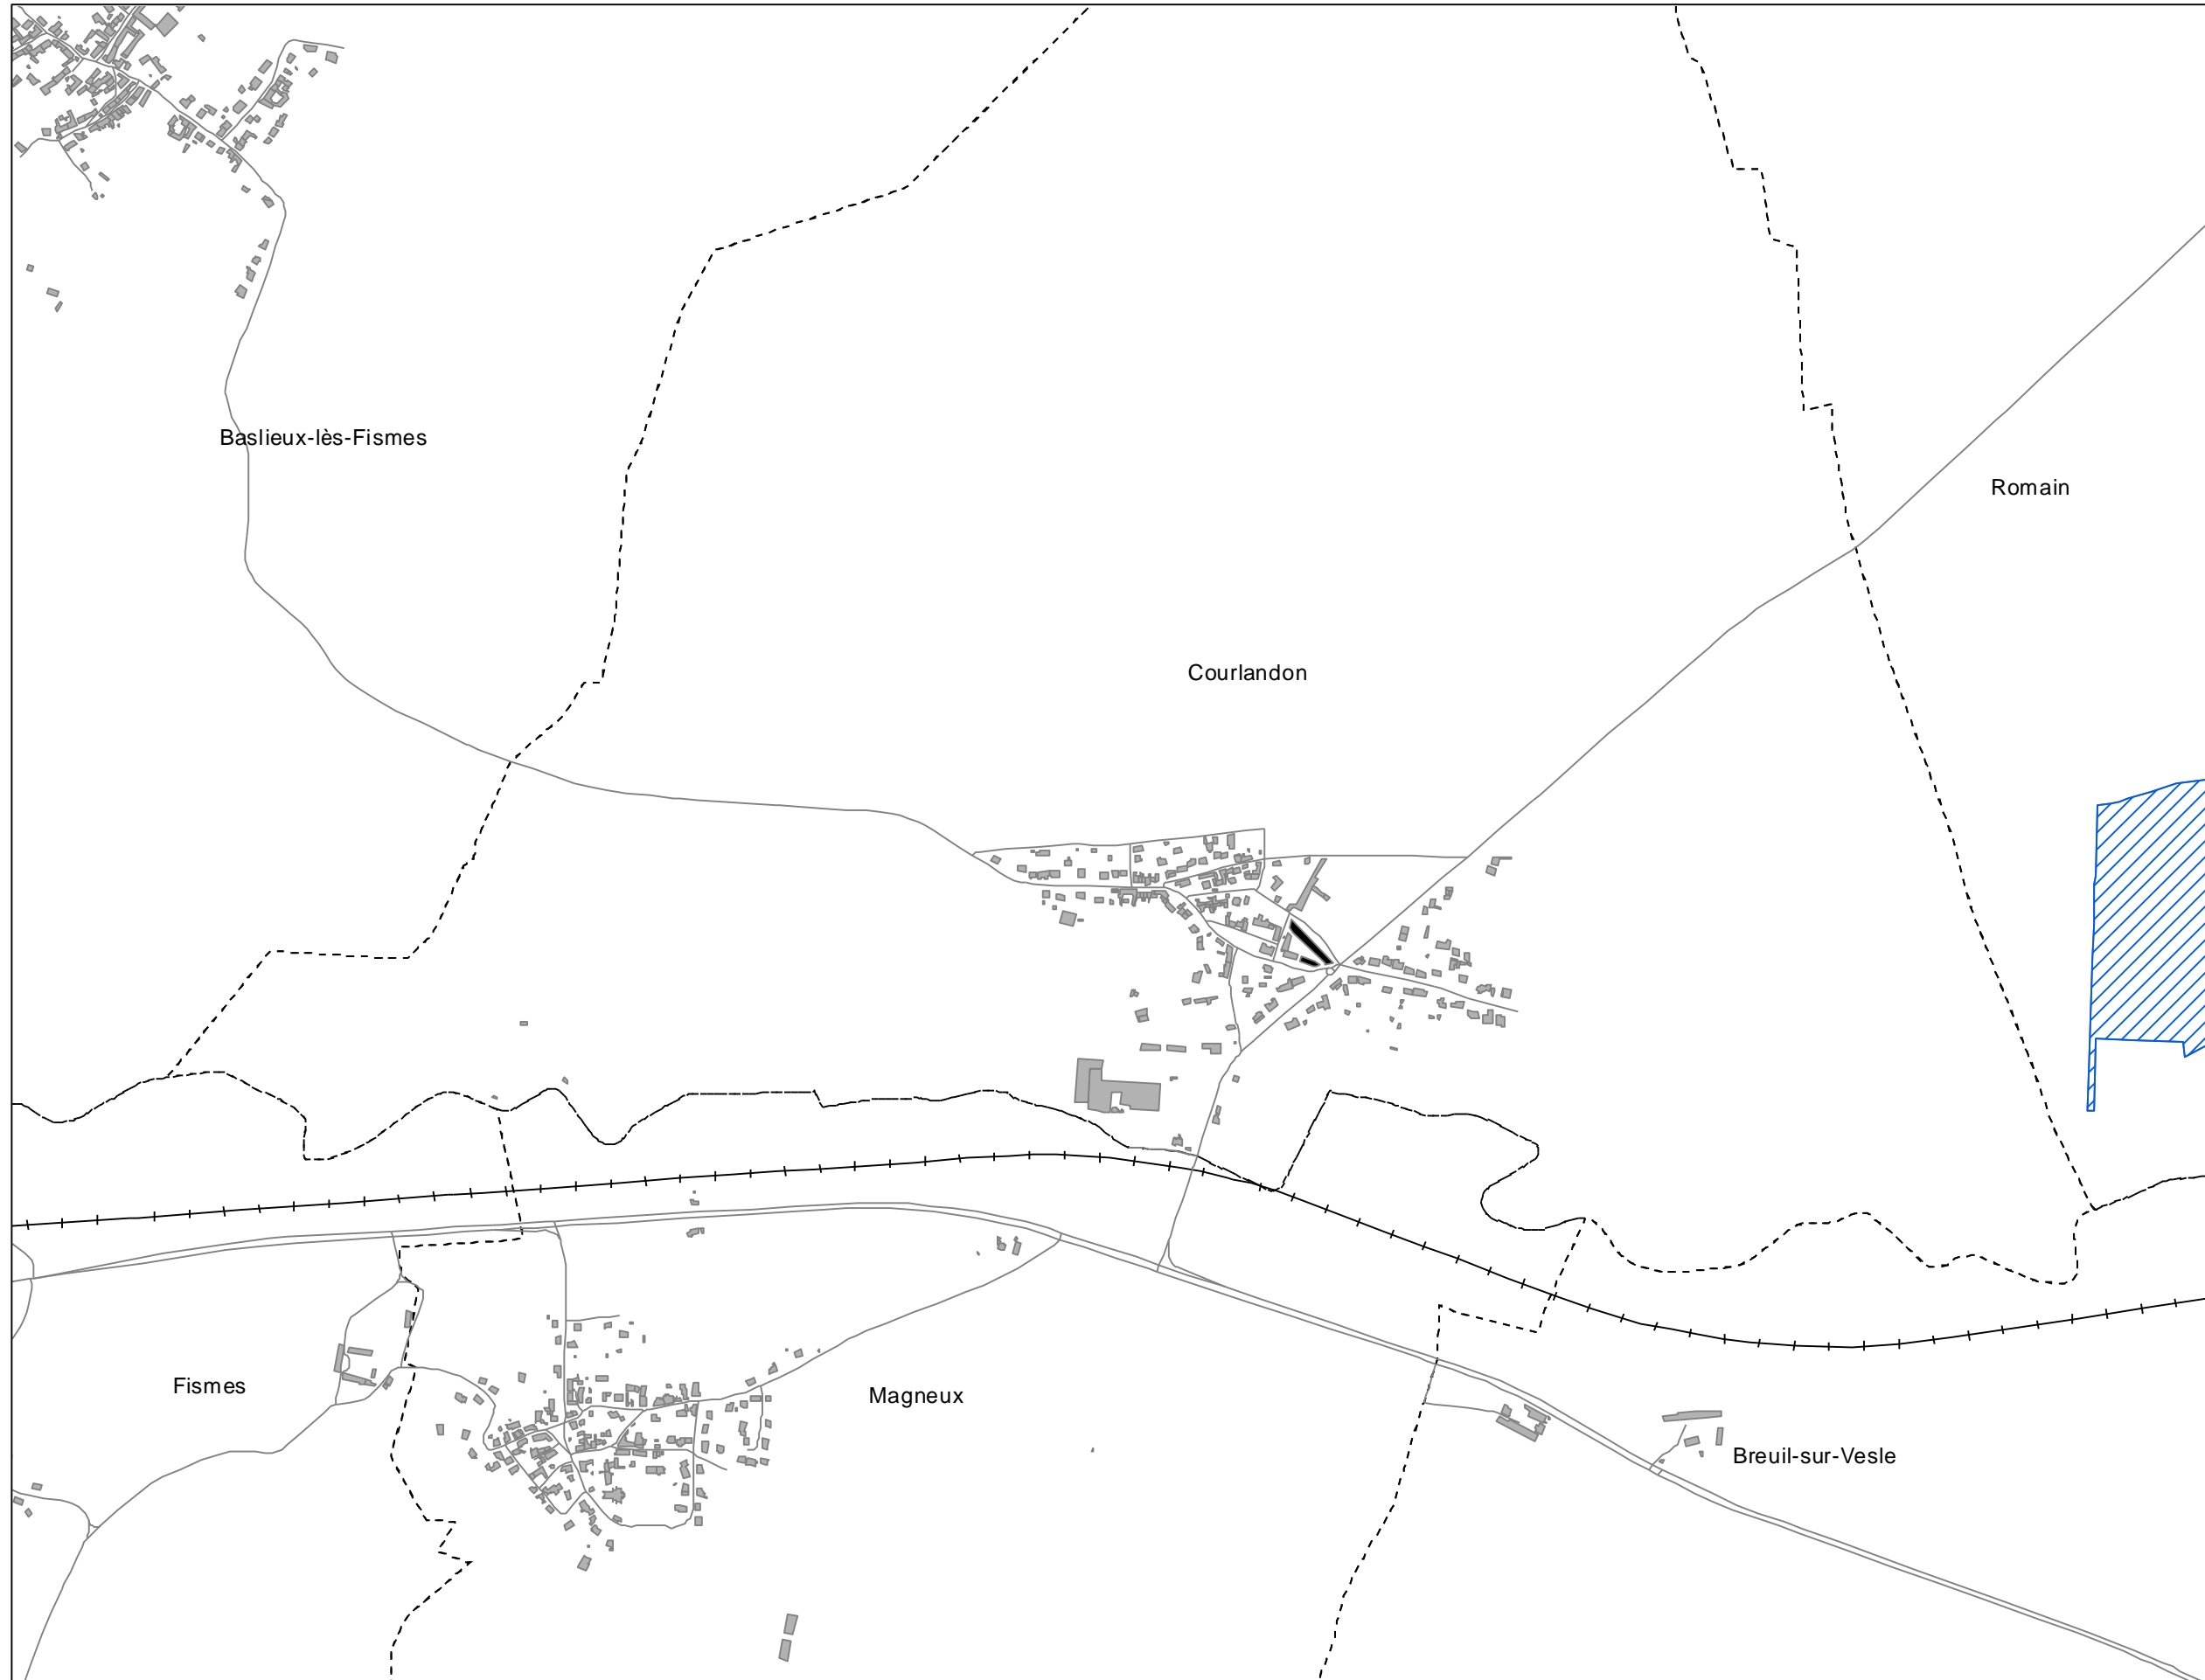 Baslieux-lès-Fismes
Romain
Courlandon
Fismes
Magneux
Breuil-sur-Vesle